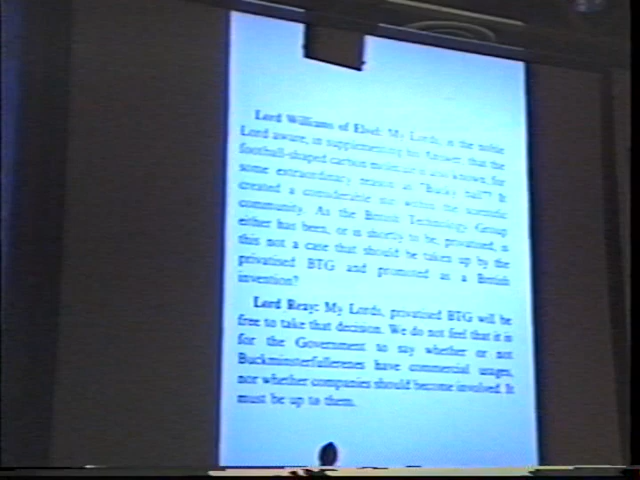 Lord Williams of Elvel: My Lords, is the noble
Lord aware, in supplementing his Answer, that the
football-shaped carbon molecule is also known, for
some extraordinary reason as "Bucky ball"? It
created a considerable stir within the scientific
community. As the British Technology Group
either has been, or is shortly to be, privatised, is
this not a case that should be taken up by the
privatised BTG and promoted as a British
invention?
Lord Reay: My Lords, privatised BTG will be
free to take that decision. We do not feel that it is
for the Government to say whether or not
Buckminsterfullerenes have commercial usages,
nor whether companies should become involved. It
must be up to them.